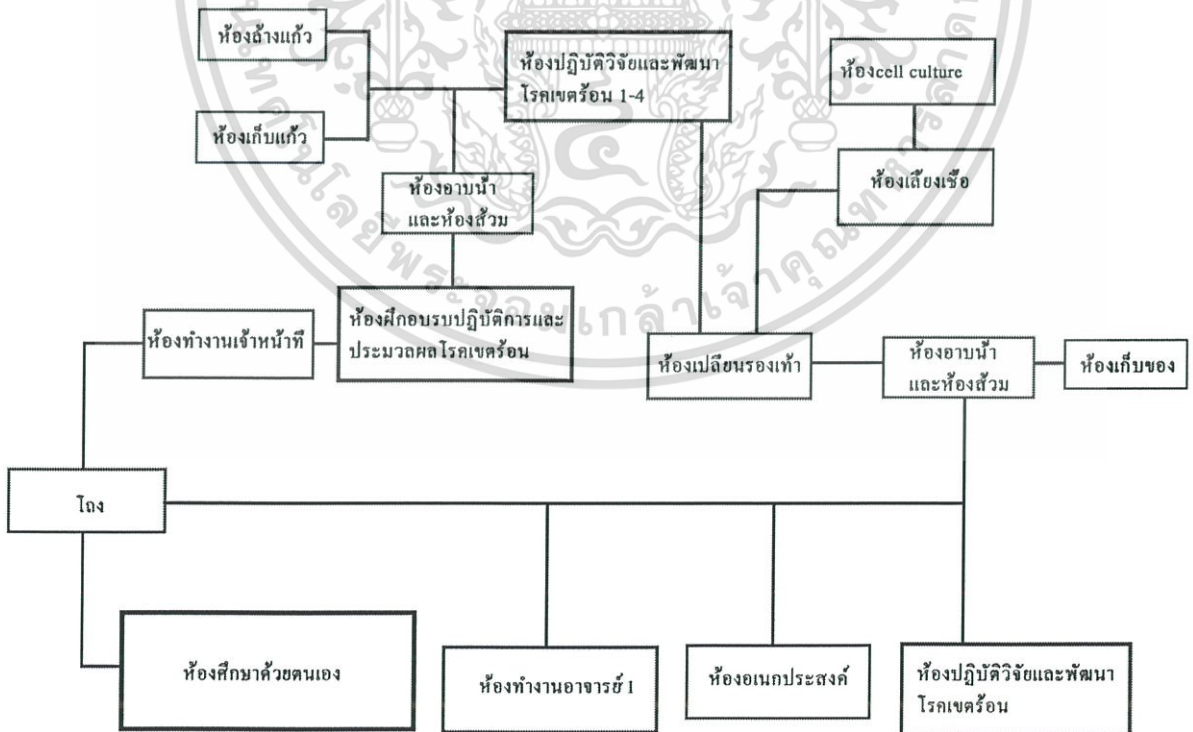 ห้องล้างแก้ว
ห้องปฏิบัติวิจัยและพัฒนา
โรคเขตร้อน 1-4
ห้องcell culture
ห้องเก็บแก้ว
ห้องเลี้ยงเชื้อ
ห้องอาบน้ำ
และห้องส้วม
ห้องทำงานเจ้าหน้าที่
ห้องฝึกอบรบปฏิบัติการและ
ประมวลผลโรคเขตร้อน
ห้องเปลี่ยนรองเท้า
ห้องอาบน้ำ
และห้องส้วม
ห้องเก็บของ
โถง
ห้องศึกษาด้วยตนเอง
ห้องทำงานอาจารย์ 1
ห้องอเนกประสงค์
ห้องปฏิบัติวิจัยและพัฒนา
โรคเขตร้อน